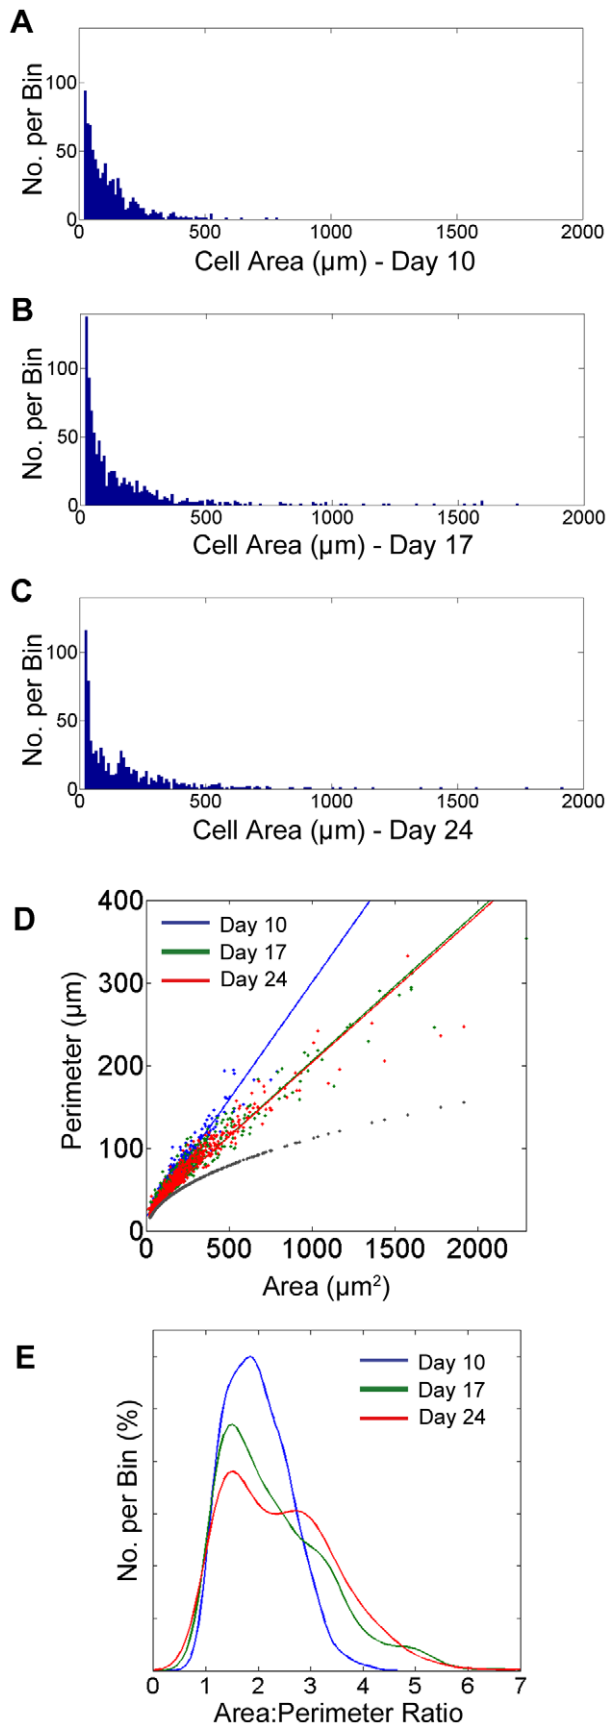 A
No. per Bin
100
50
0
0 500 1000 1500 2000
Cell Area (µm) - Day 10
B
No. per Bin
100
50
0
0 500 1000 1500 2000
Cell Area (µm) - Day 17
C
No. per Bin
100
50
0
0 500 1000 1500 2000
Cell Area (µm) - Day 24
D
Perimeter (µm)
400
300
200
100
0
Day 10
Day 17
Day 24
0 500 1000 1500 2000
Area (µm²)
E
No. per Bin (%)
Day 10
Day 17
Day 24
0 1 2 3 4 5 6 7
Area:Perimeter Ratio